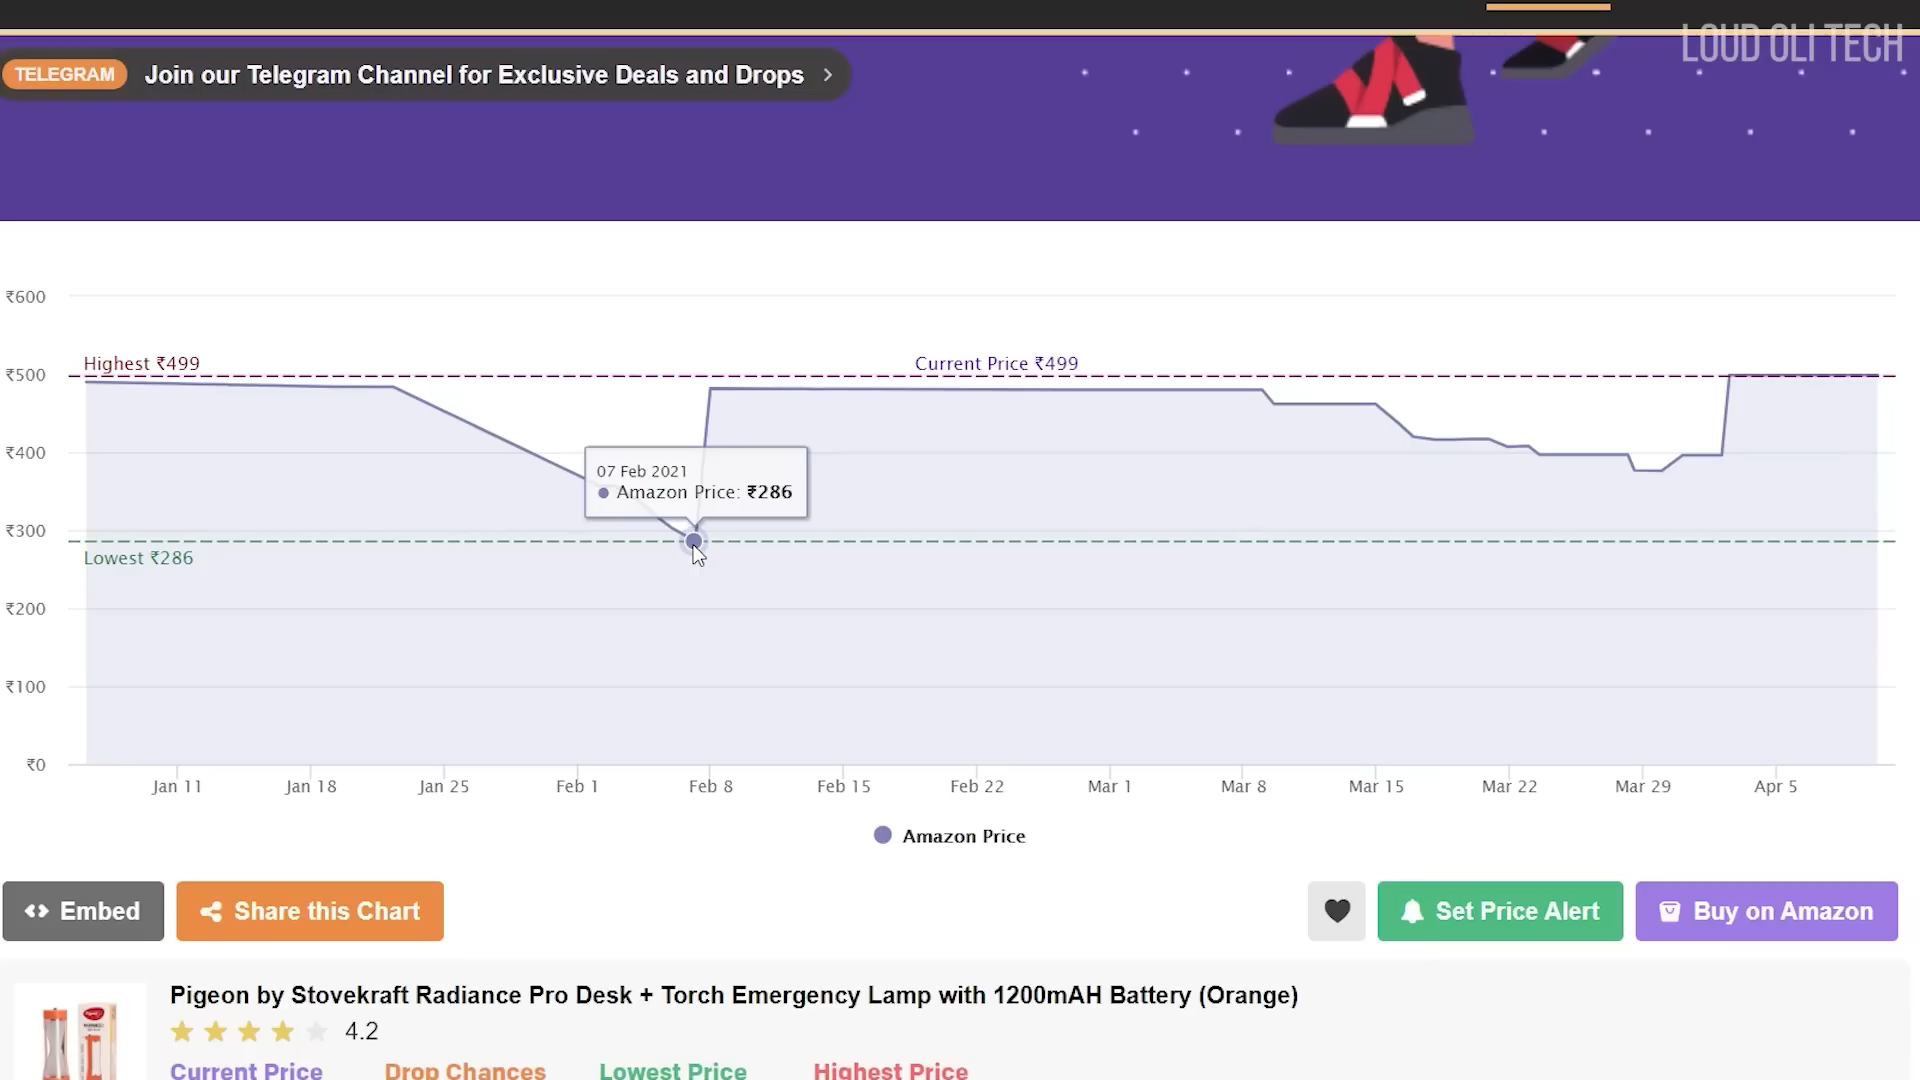 LOUD OLI TECH
TELEGRAM Join our Telegram Channel for Exclusive Deals and Drops
₹600
Highest ₹499
Current Price ₹499
₹500
₹400
07 Feb 2021
Amazon Price: ₹286
₹300
Lowest ₹286
₹200
₹100
₹0
Jan 11 Jan 18 Jan 25 Feb 1 Feb 8 Feb 15 Feb 22 Mar 1 Mar 8 Mar 15 Mar 22 Mar 29 Apr 5
Amazon Price
Embed Share this Chart Set Price Alert Buy on Amazon
Pigeon by Stovekraft Radiance Pro Desk + Torch Emergency Lamp with 1200mAH Battery (Orange)
4.2
Current Price Drop Chances Lowest Price Highest Price